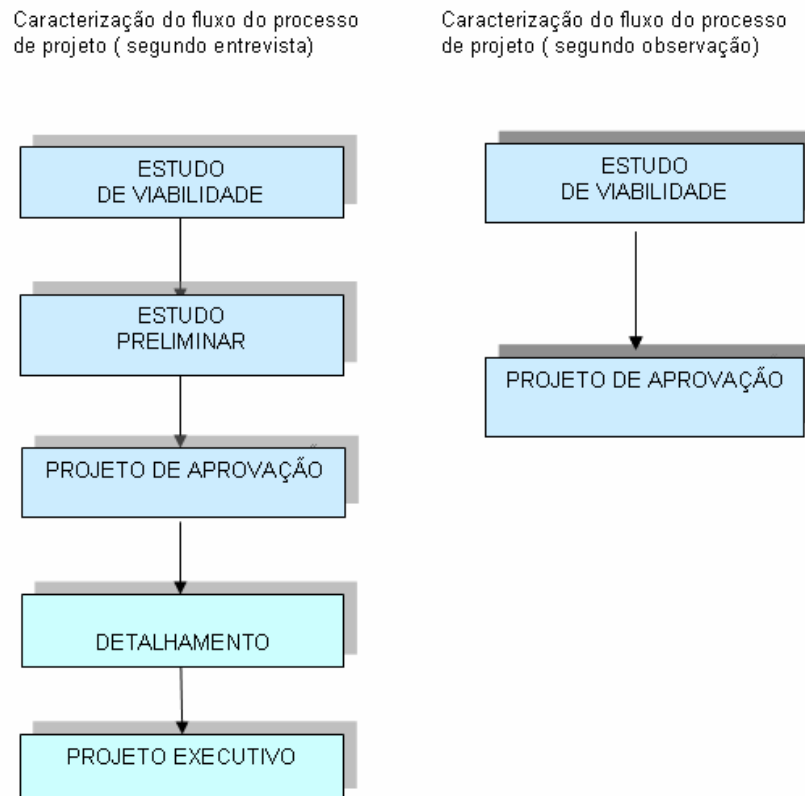 Caracterização do fluxo do processo
de projeto ( segundo entrevista)
ESTUDO
DE VIABILIDADE
ESTUDO
PRELIMINAR
PROJETO DE APROVAÇÃO
DETALHAMENTO
PROJETO EXECUTIVO
Caracterização do fluxo do processo
de projeto ( segundo observação)
ESTUDO
DE VIABILIDADE
PROJETO DE APROVAÇÃO